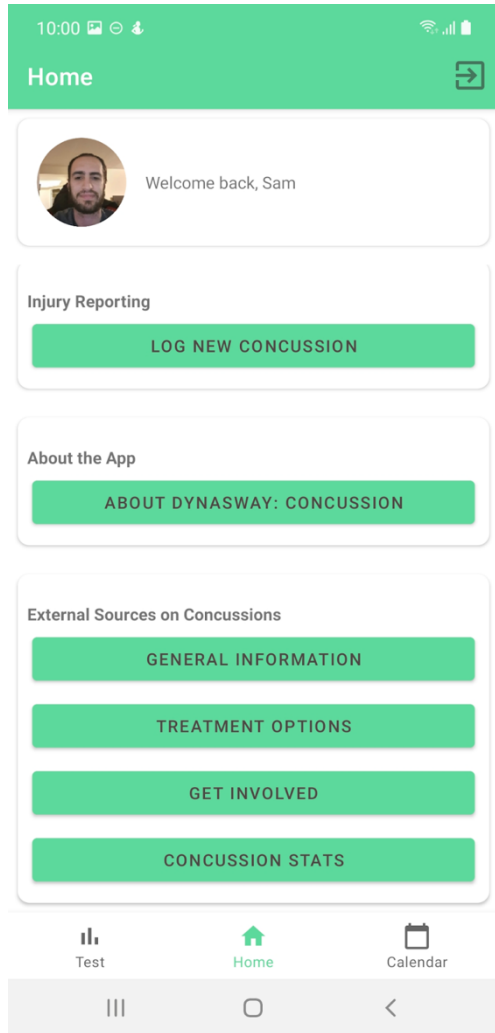 10:00
Home
Welcome back, Sam
Injury Reporting
LOG NEW CONCUSSION
About the App
ABOUT DYNASWAY: CONCUSSION
External Sources on Concussions
GENERAL INFORMATION
TREATMENT OPTIONS
GET INVOLVED
CONCUSSION STATS
Test Home Calendar